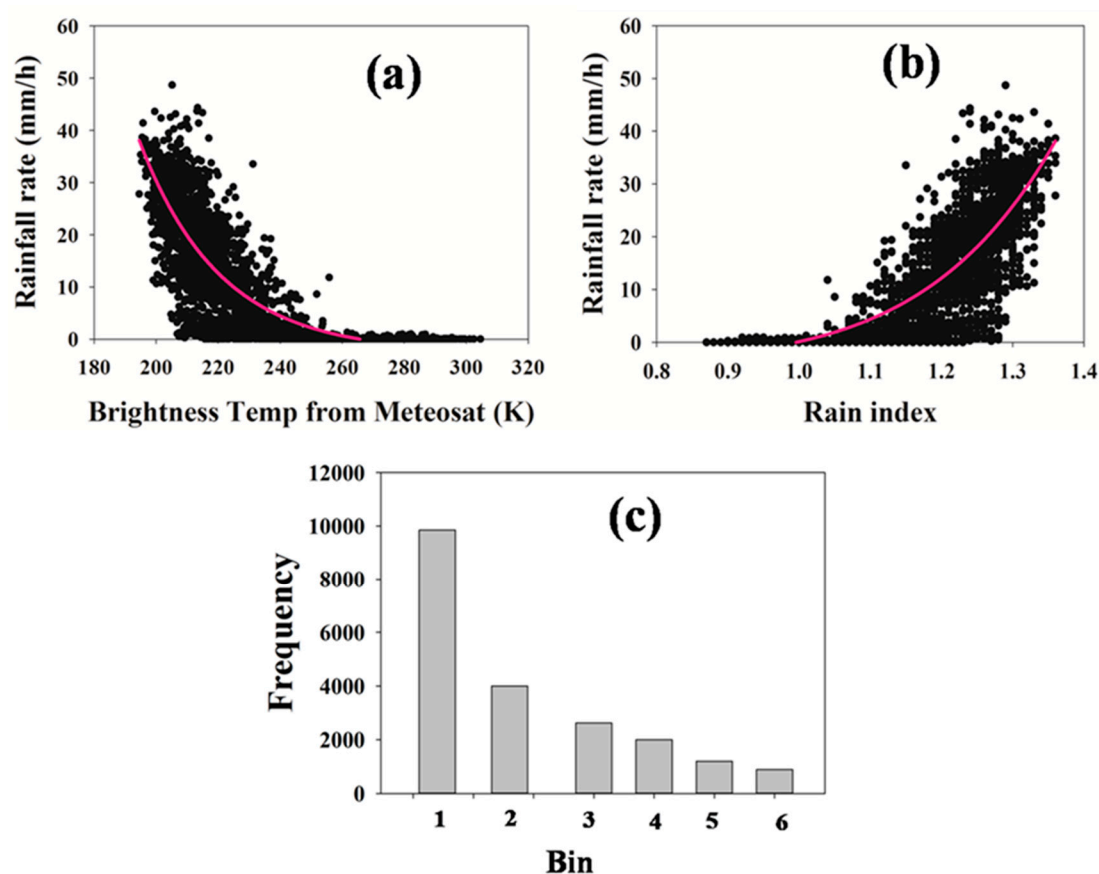 (a)
Rainfall rate (mm/h)
60
50
40
30
20
10
0
180 200 220 240 260 280 300 320
Brightness Temp from Meteosat (K)
(b)
Rainfall rate (mm/h)
60
50
40
30
20
10
0
0.8 0.9 1.0 1.1 1.2 1.3 1.4
Rain index
(c)
Frequency
12000
10000
8000
6000
4000
2000
0
1 2 3 4 5 6
Bin